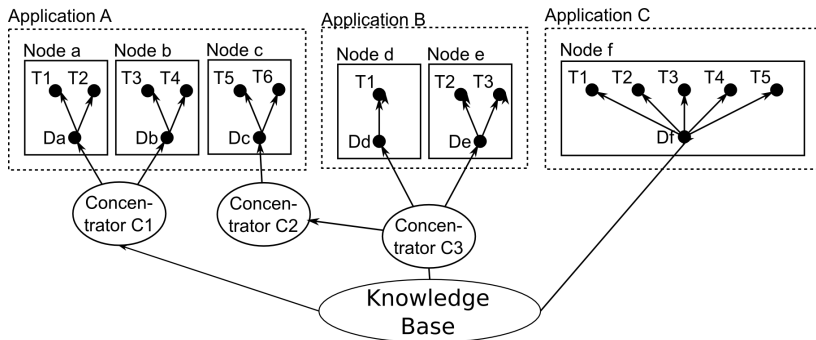 Application A
Application B
Application C
Node a
Node b
Node c
Node d
Node e
Node f
T1
T2
T3
T4
T5
T6
T1
T2
T3
T1
T2
T3
T4
T5
Da
Db
Dc
Dd
De
Df
Concen-
trator C1
Concen-
trator C2
Concen-
trator C3
Knowledge
Base